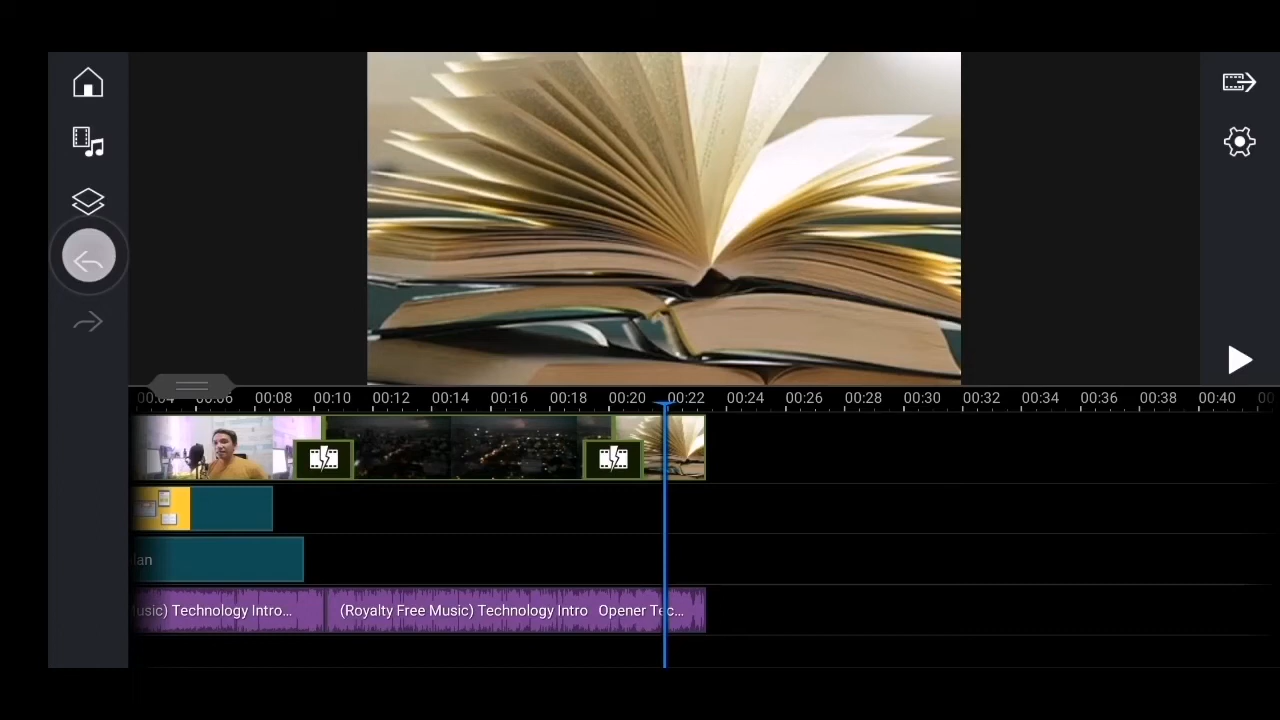 00:04 00:06 00:08 00:10 00:12 00:14 00:16 00:18 00:20 00:22 00:24 00:26 00:28 00:30 00:32 00:34 00:36 00:38 00:40 00
lan
usic) Technology Intro... (Royalty Free Music) Technology Intro Opener Tec...